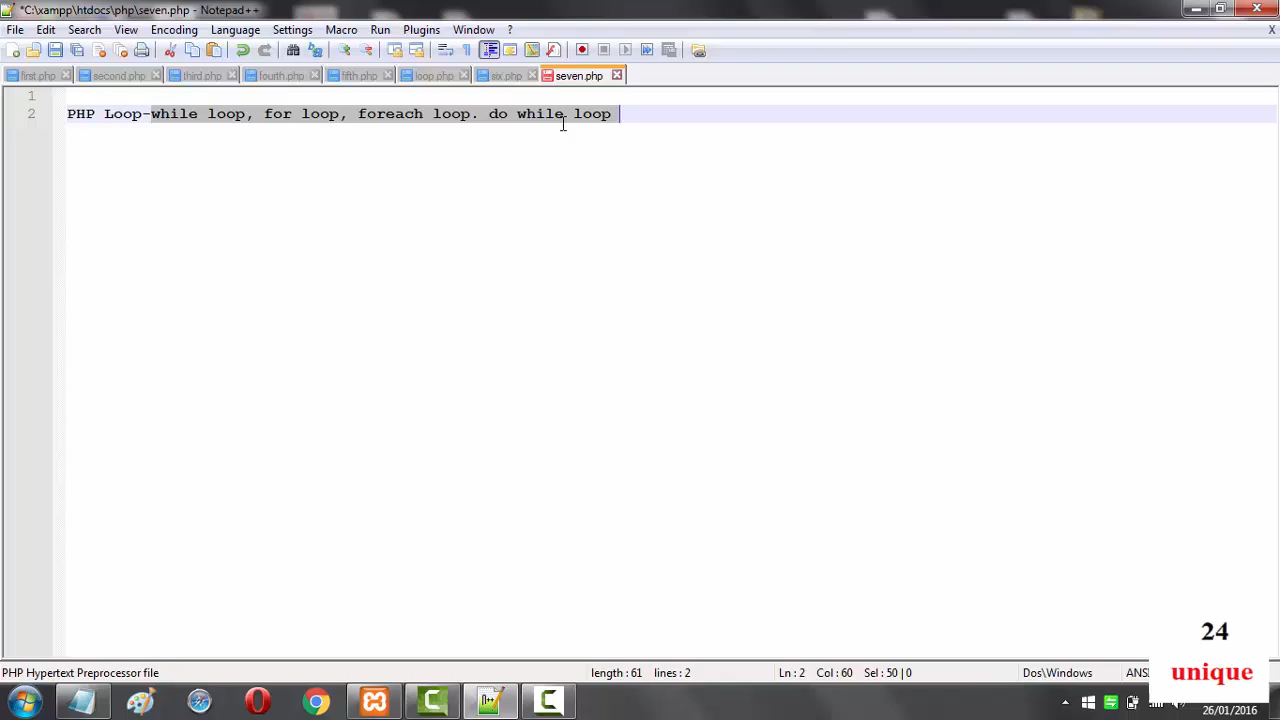 *C:\xampp\htdocs\php\seven.php - Notepad++
File Edit Search View Encoding Language Settings Macro Run Plugins Window ? X
first.php second.php third.php fourth.php fifth.php loop.php six.php seven.php
1
2 PHP Loop-while loop, for loop, foreach loop. do while loop
24
unique
PHP Hypertext Preprocessor file length : 61 lines : 2 Ln : 2 Col : 60 Sel : 50 | 0 Dos\Windows ANS
26/01/2016